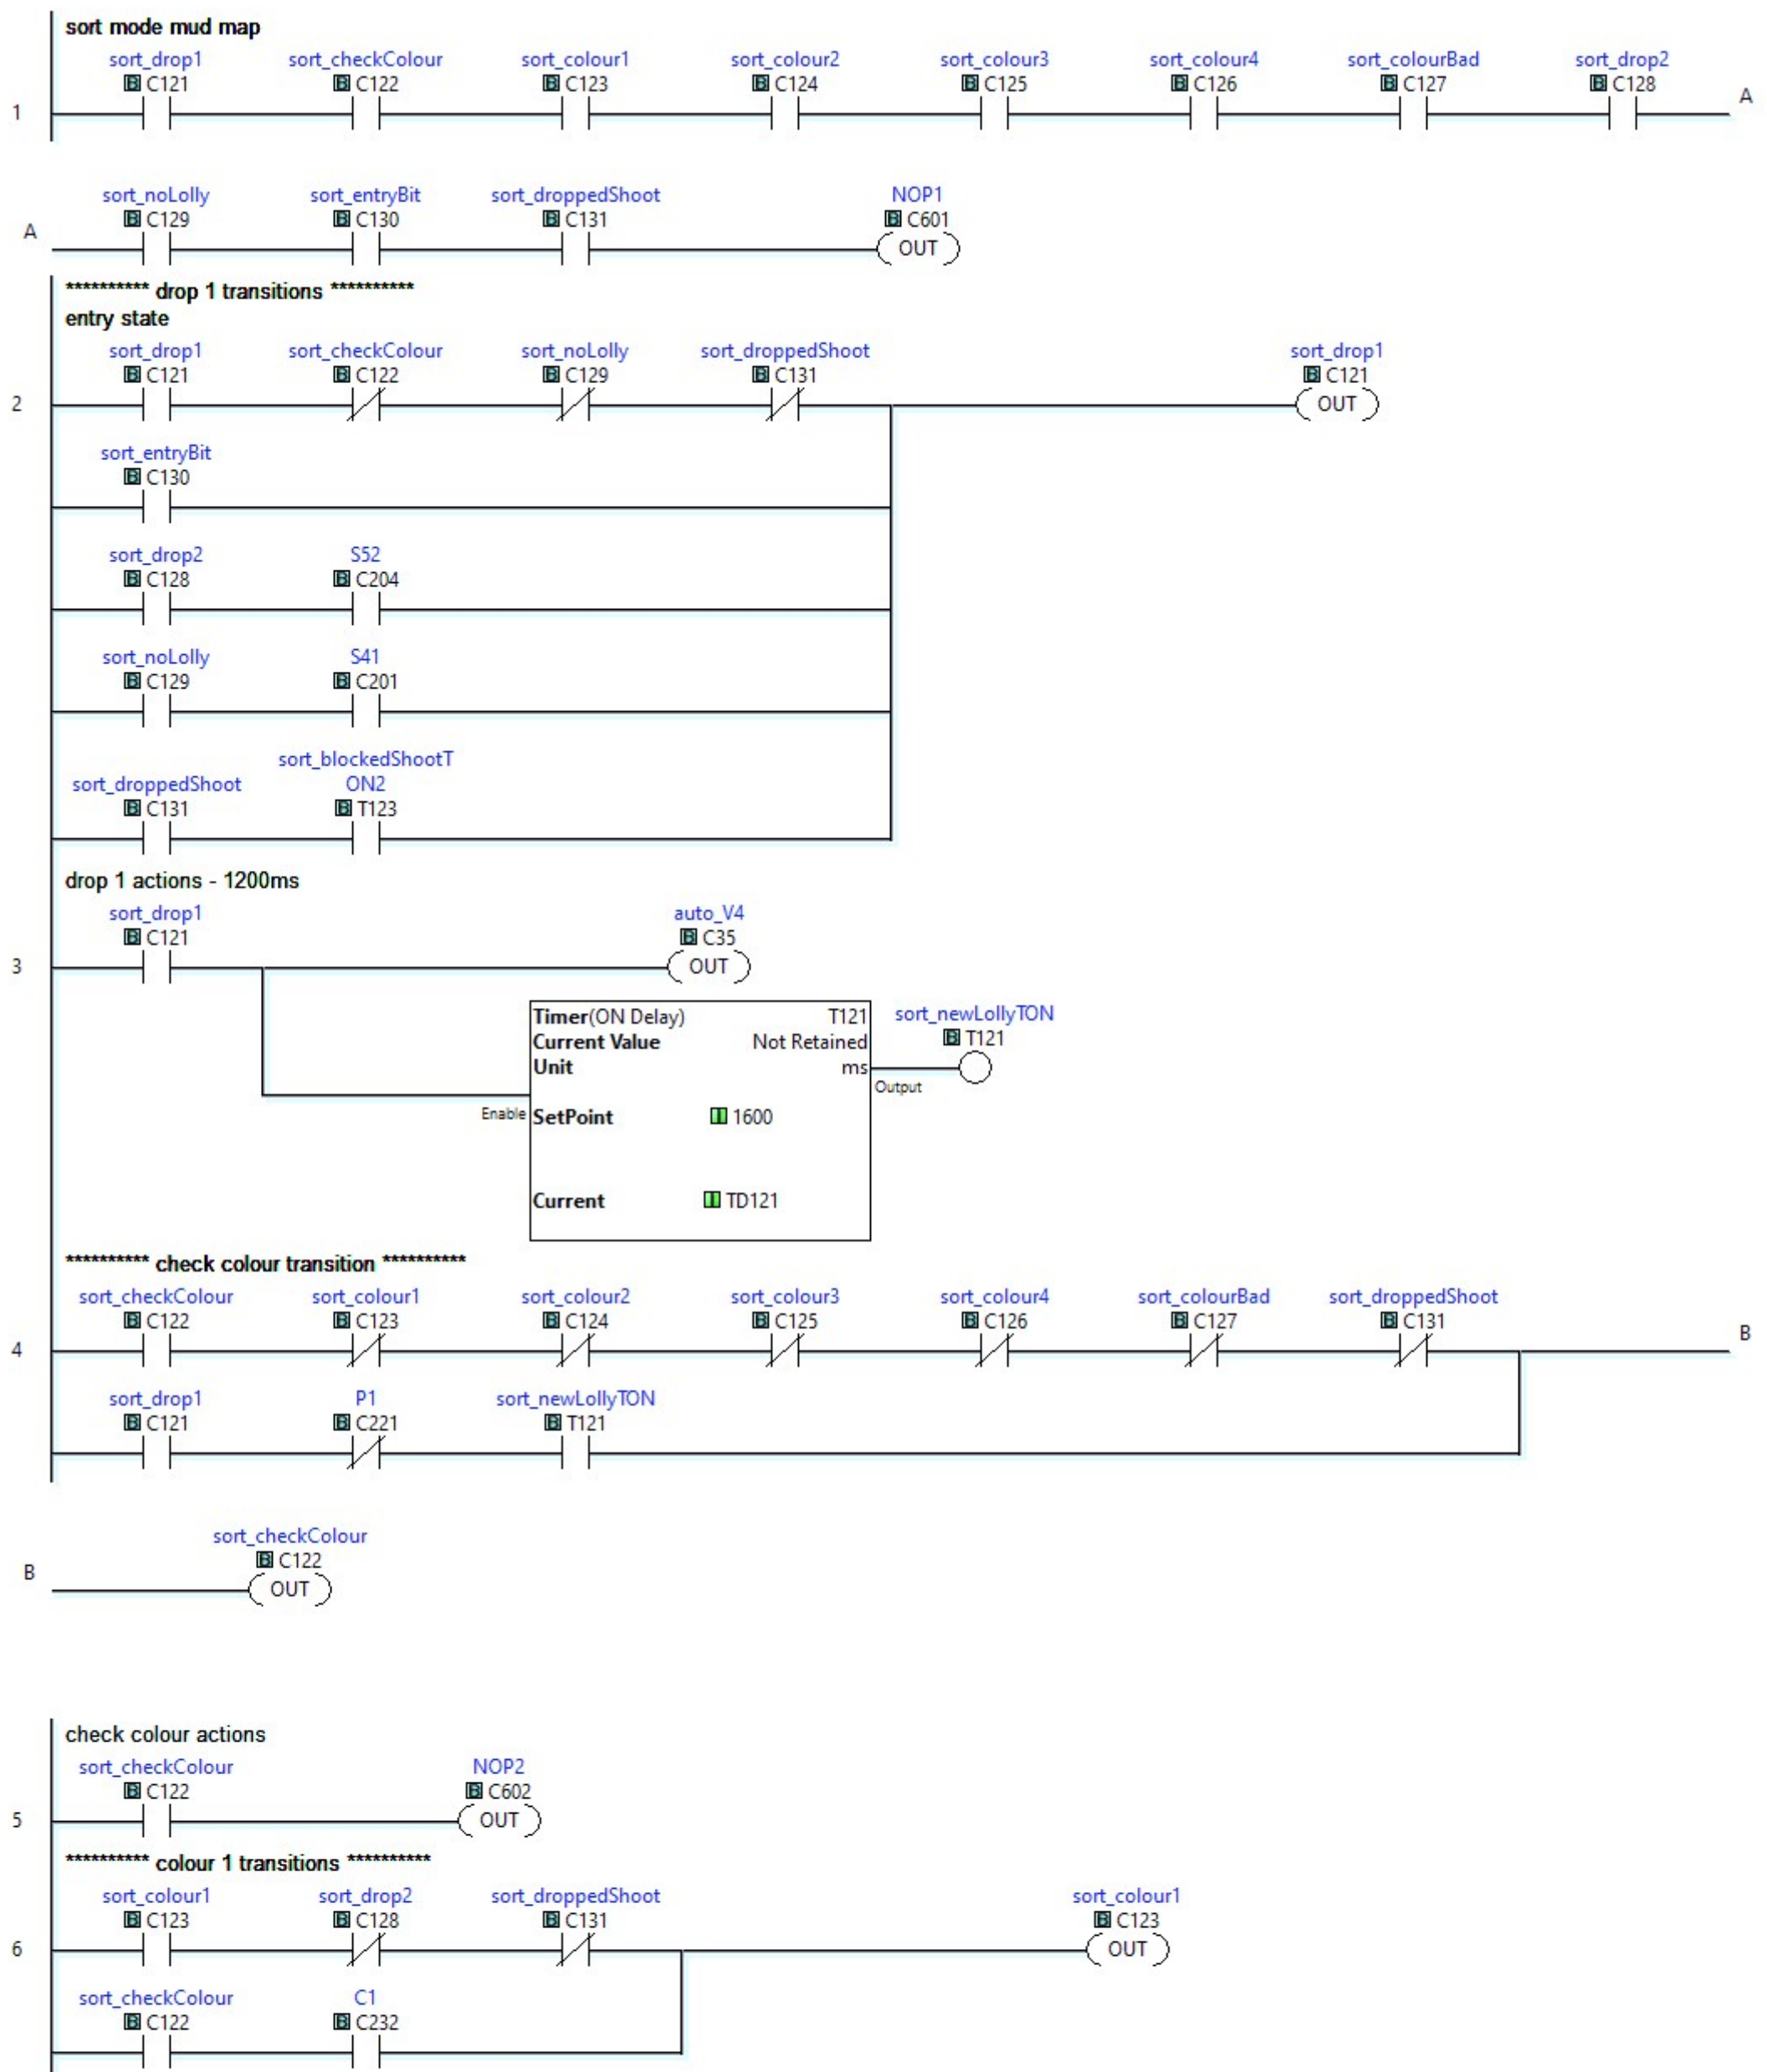 sort mode mud map
sort_drop1 sort_checkColour sort_colour1 sort_colour2 sort_colour3 sort_colour4 sort_colourBad sort_drop2
B C121 B C122 B C123 B C124 B C125 B C126 B C127 B C128 A
1
sort_noLolly sort_entryBit sort_droppedShoot NOP1
B C129 B C130 B C131 B C601
A OUT
********** drop 1 transitions **********
entry state
sort_drop1 sort_checkColour sort_noLolly sort_droppedShoot sort_drop1
B C121 B C122 B C129 B C131 B C121
2 OUT
sort_entryBit
B C130
sort_drop2 S52
B C128 B C204
sort_noLolly S41
B C129 B C201
sort_blockedShootT
sort_droppedShoot ON2
B C131 B T123
drop 1 actions - 1200ms
sort_drop1 auto_V4
B C121 B C35
3 OUT
Timer(ON Delay) T121 sort_newLollyTON
Current Value Not Retained B T121
Unit ms
Output
Enable SetPoint I 1600
Current I TD121
********** check colour transition **********
sort_checkColour sort_colour1 sort_colour2 sort_colour3 sort_colour4 sort_colourBad sort_droppedShoot
B C122 B C123 B C124 B C125 B C126 B C127 B C131 B
4
sort_drop1 P1 sort_newLollyTON
B C121 B C221 B T121
sort_checkColour
B C122
B OUT
check colour actions
sort_checkColour NOP2
B C122 B C602
5 OUT
********** colour 1 transitions **********
sort_colour1 sort_drop2 sort_droppedShoot sort_colour1
B C123 B C128 B C131 B C123
6 OUT
sort_checkColour C1
B C122 B C232